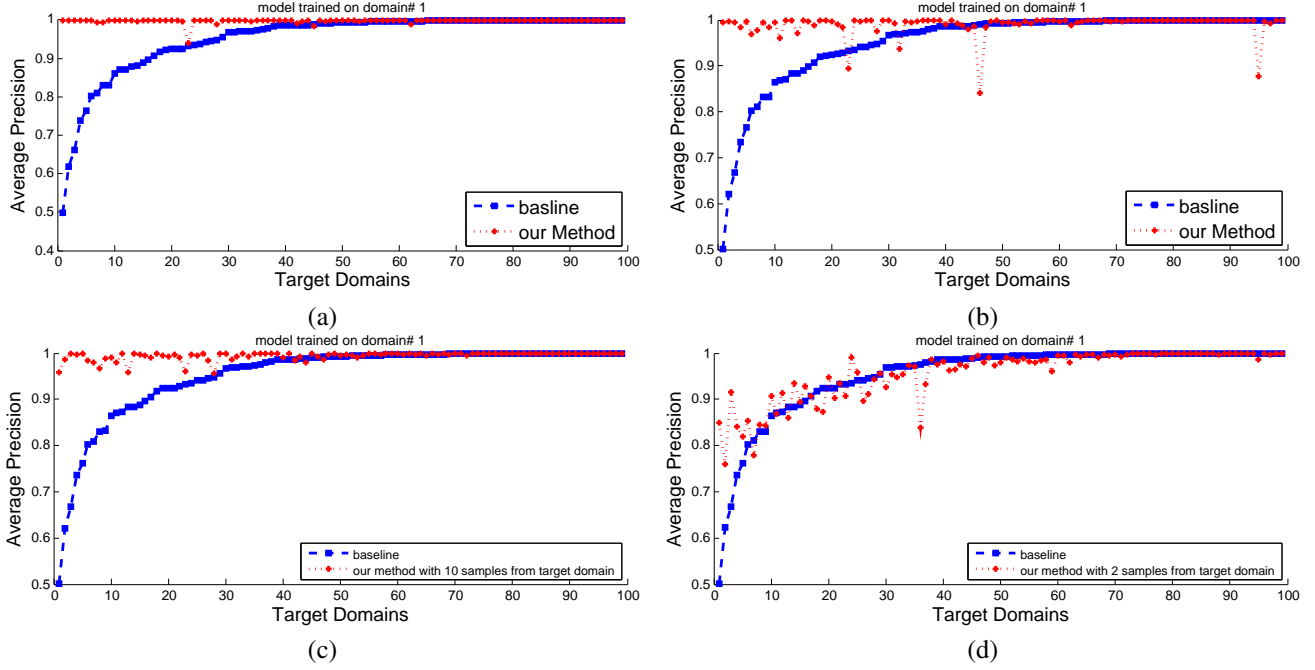 model trained on domain# 1
1
0.9
0.8
0.7
0.6
0.5
0.4
Average Precision
basline
our Method
0 10 20 30 40 50 60 70 80 90 100
Target Domains
(a)
model trained on domain# 1
1
0.9
0.8
0.7
0.6
0.5
Average Precision
basline
our Method
0 10 20 30 40 50 60 70 80 90 100
Target Domains
(b)
model trained on domain# 1
1
0.9
0.8
0.7
0.6
0.5
Average Precision
baseline
our method with 10 samples from target domain
0 10 20 30 40 50 60 70 80 90 100
Target Domains
(c)
model trained on domain# 1
1
0.9
0.8
0.7
0.6
0.5
Average Precision
baseline
our method with 2 samples from target domain
0 10 20 30 40 50 60 70 80 90 100
Target Domains
(d)